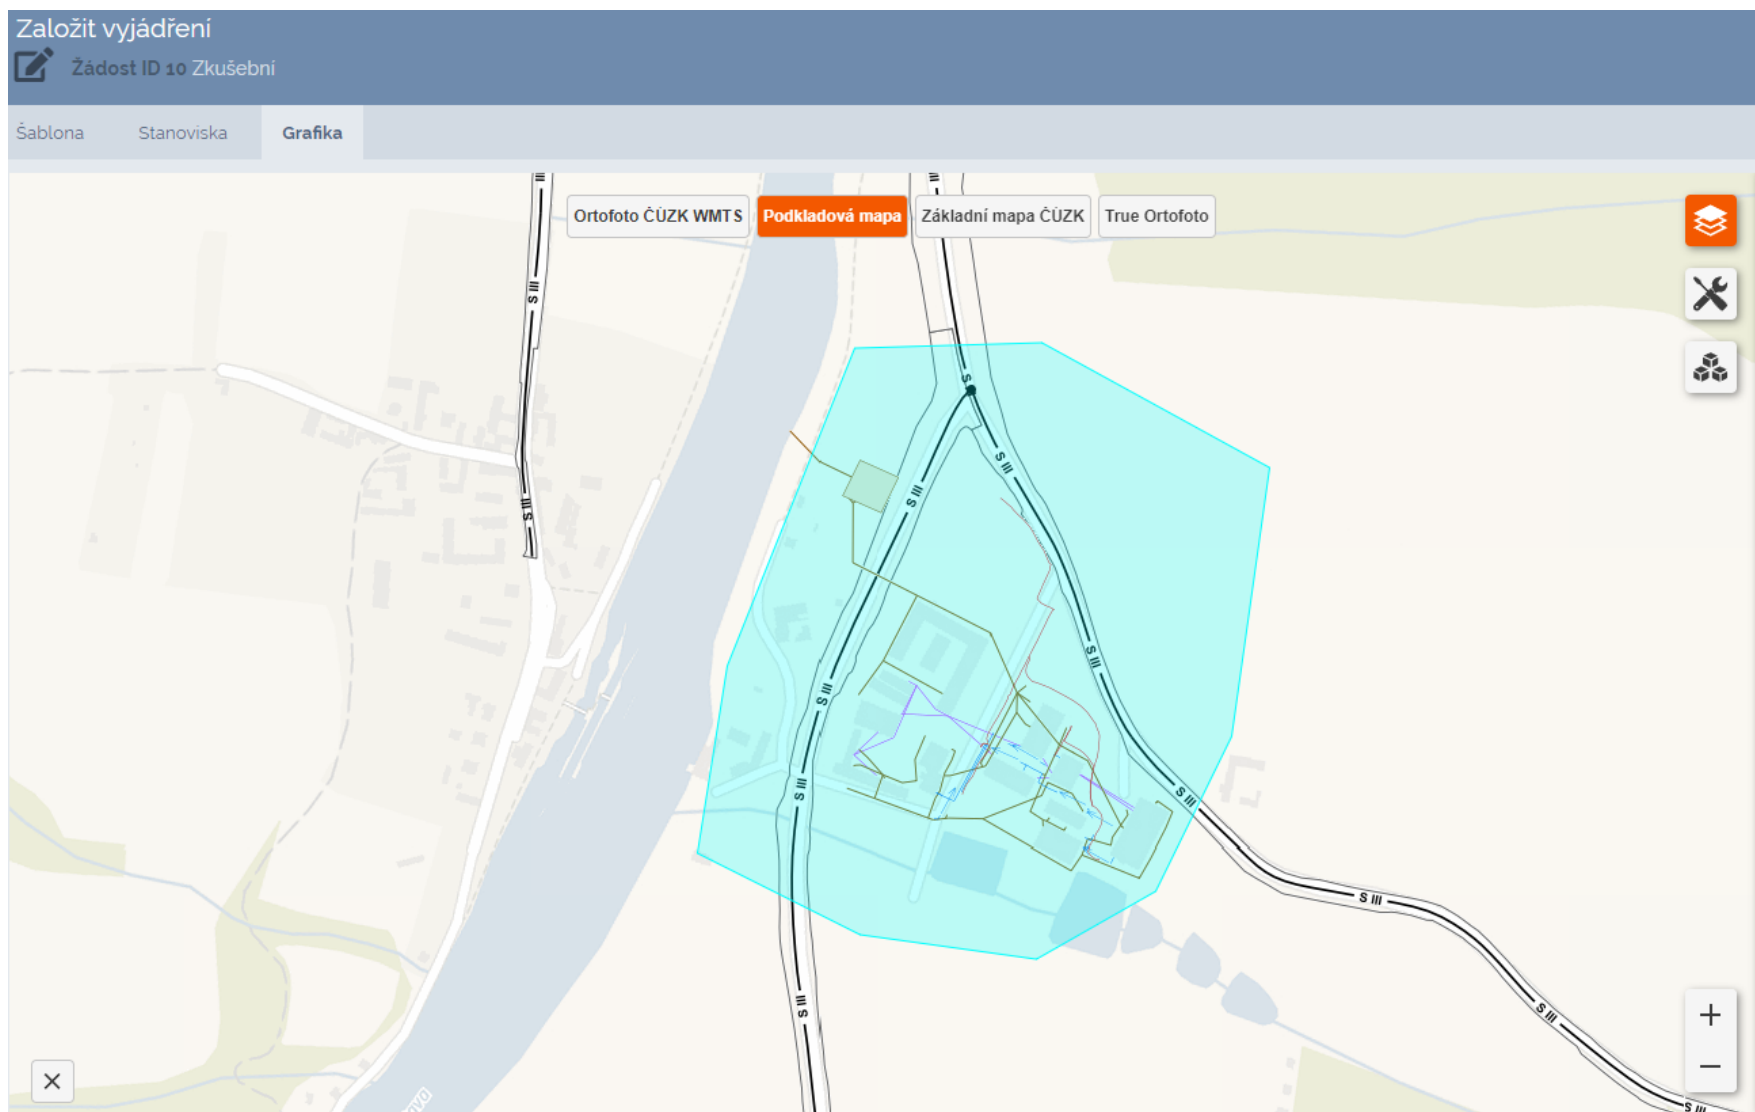 Založit vyjádření
Žádost ID 10 Zkušební
Šablona Stanoviska Grafika
Ortofoto ČÚZK WMTS Podkladová mapa Základní mapa ČÚZK True Ortofoto
S III
S III
S
S III
S III
S III
S III
S III
S III
S III
S III
S III
S III
S III